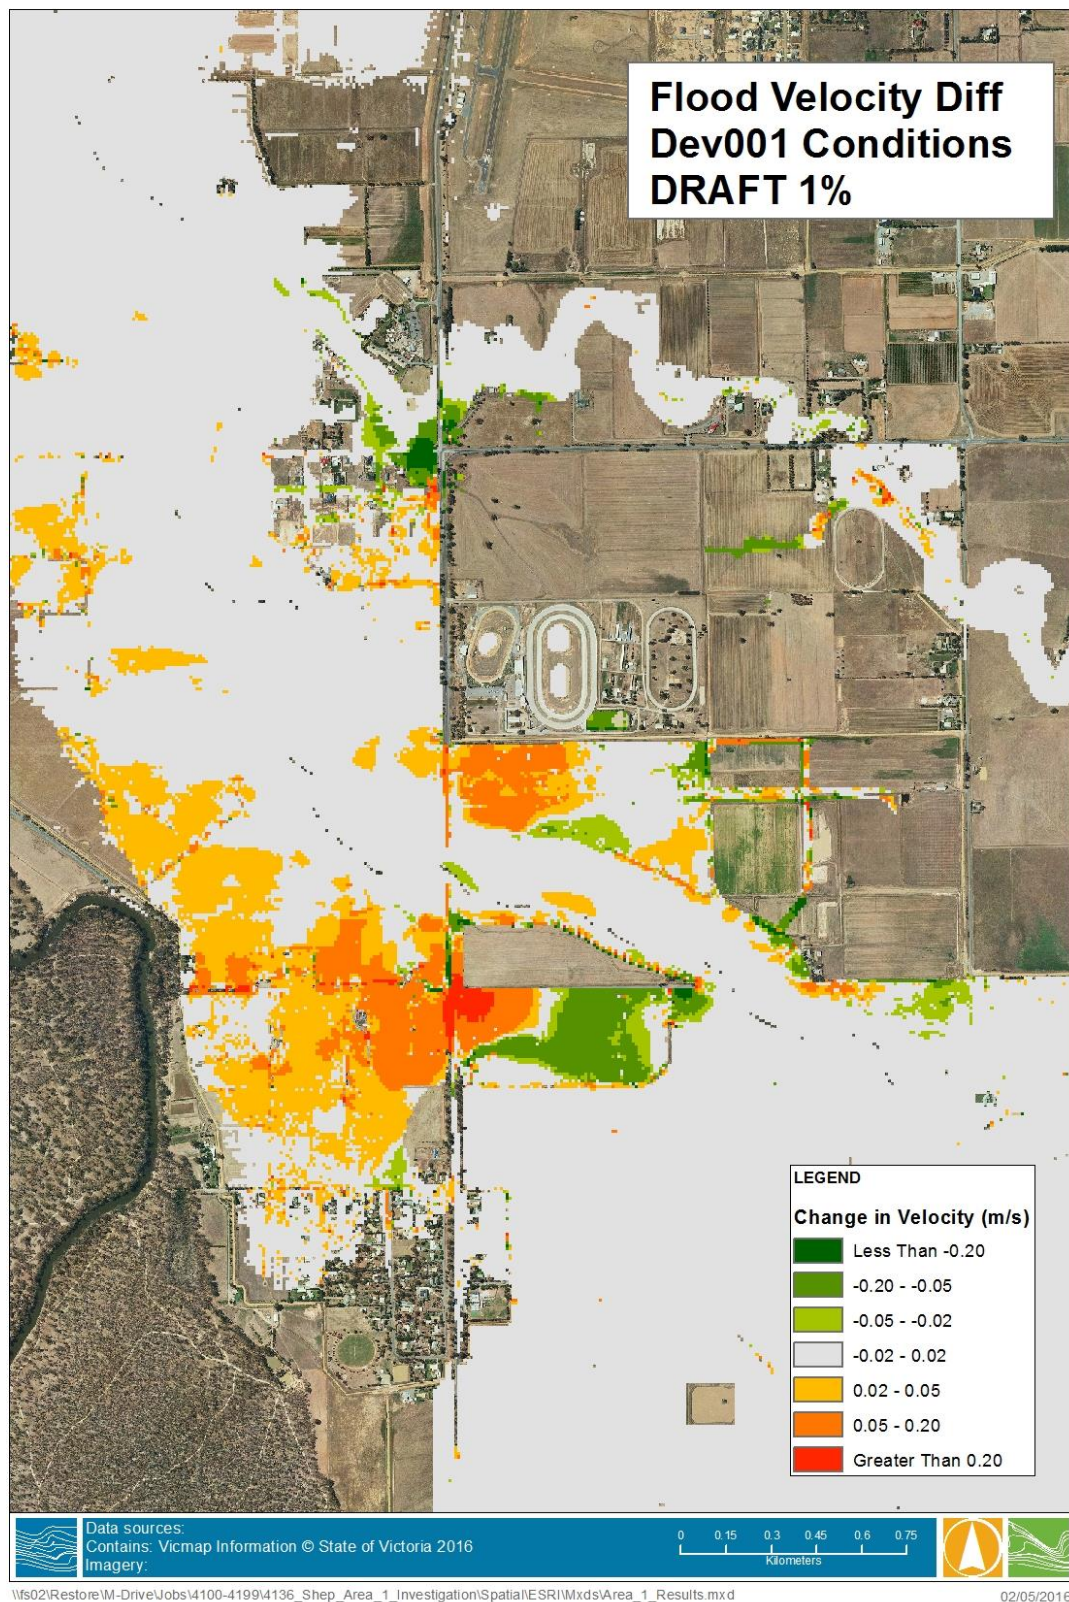 Flood Velocity Diff
Dev001 Conditions
DRAFT 1%
LEGEND
Change in Velocity (m/s)
Less Than -0.20
-0.20 - -0.05
-0.05 - -0.02
-0.02 - 0.02
0.02 - 0.05
0.05 - 0.20
Greater Than 0.20
Data sources:
Contains: Vicmap Information © State of Victoria 2016
Imagery:
0 0.15 0.3 0.45 0.6 0.75
Kilometers
\\fs02\Restore\M-Drive\Jobs\4100-4199\4136_Shep_Area_1_Investigation\Spatial\ESRI\Mxds\Area_1_Results.mxd
02/05/2016